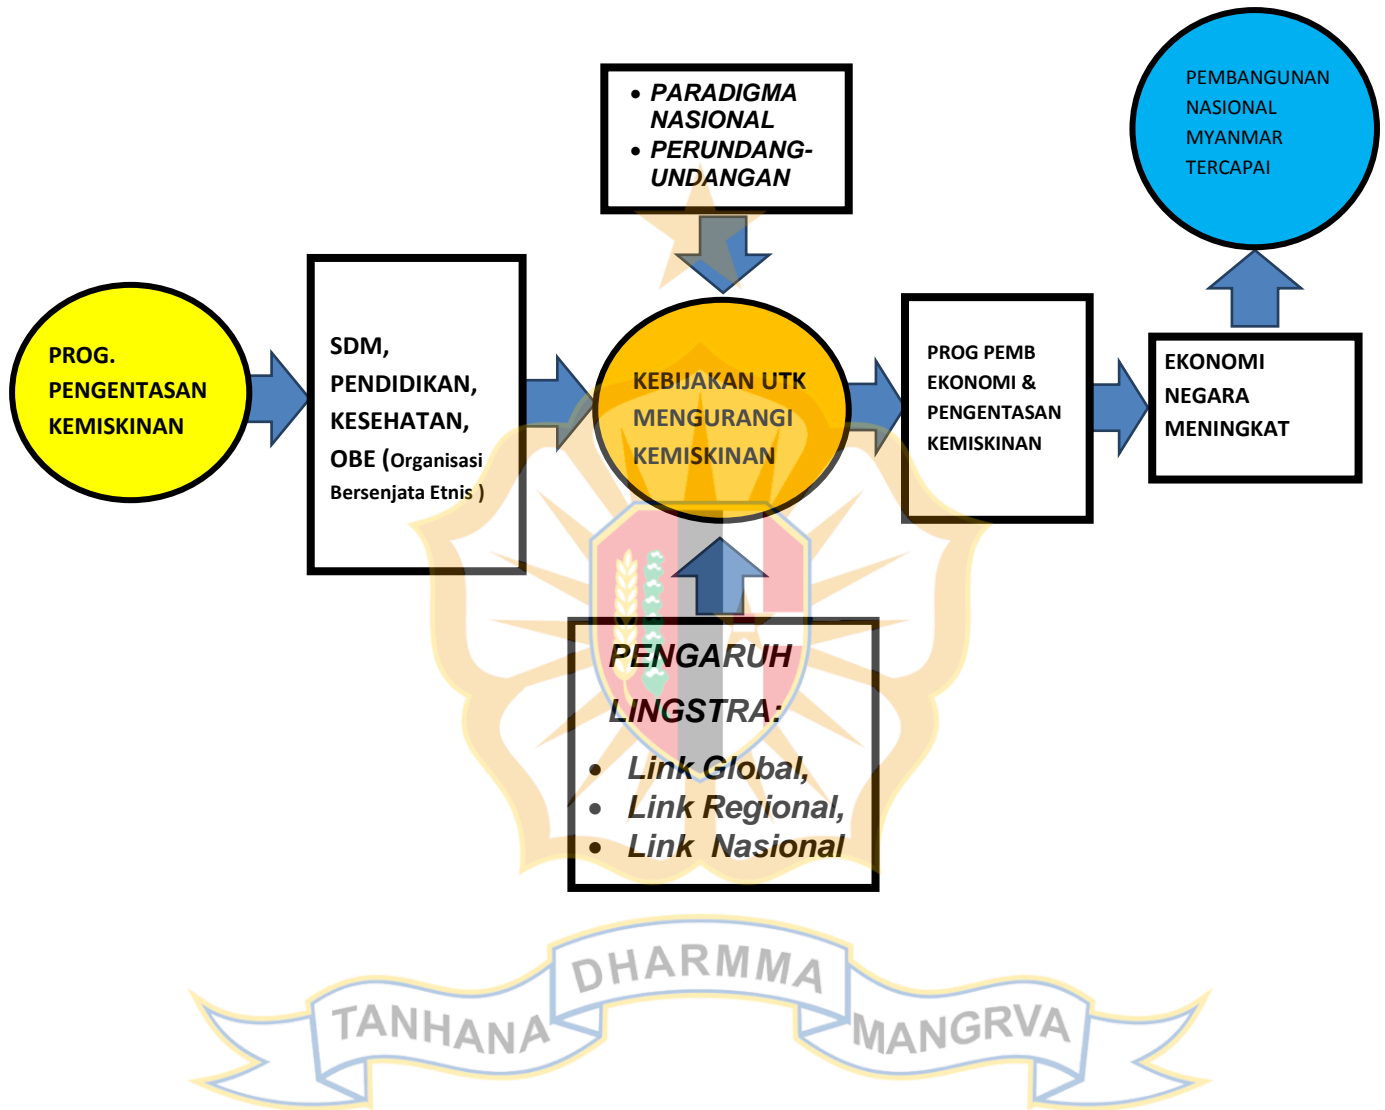 PEMBANGUNAN
NASIONAL
MYANMAR
TERCAPAI
• PARADIGMA
NASIONAL
• PERUNDANG-
UNDANGAN
PROG.
PENGENTASAN
KEMISKINAN
SDM,
PENDIDIKAN,
KESEHATAN,
OBE (Organisasi
Bersenjata Etnis )
KEBIJAKAN UTK
MENGURANGI
KEMISKINAN
PROG PEMB
EKONOMI &
PENGENTASAN
KEMISKINAN
EKONOMI
NEGARA
MENINGKAT
PENGARUH
LINGSTRA:
• Link Global,
• Link Regional,
• Link Nasional
TANHANA DHARMMA MANGRVA